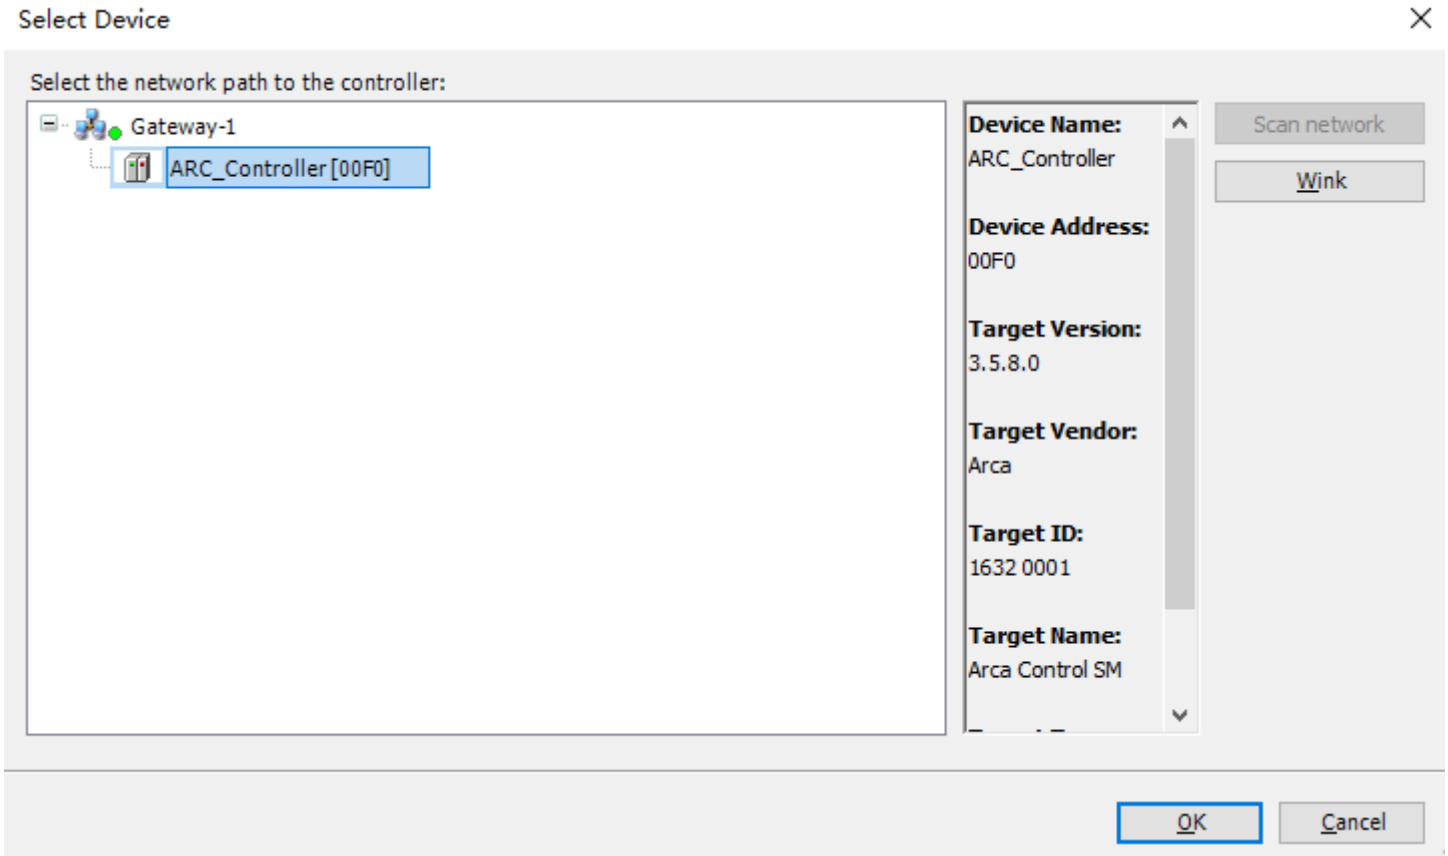 Select Device
Select the network path to the controller:
Gateway-1
ARC_Controller [00F0]
Device Name:
ARC_Controller
Device Address:
00F0
Target Version:
3.5.8.0
Target Vendor:
Arca
Target ID:
1632 0001
Target Name:
Arca Control SM
Scan network
Wink
OK
Cancel